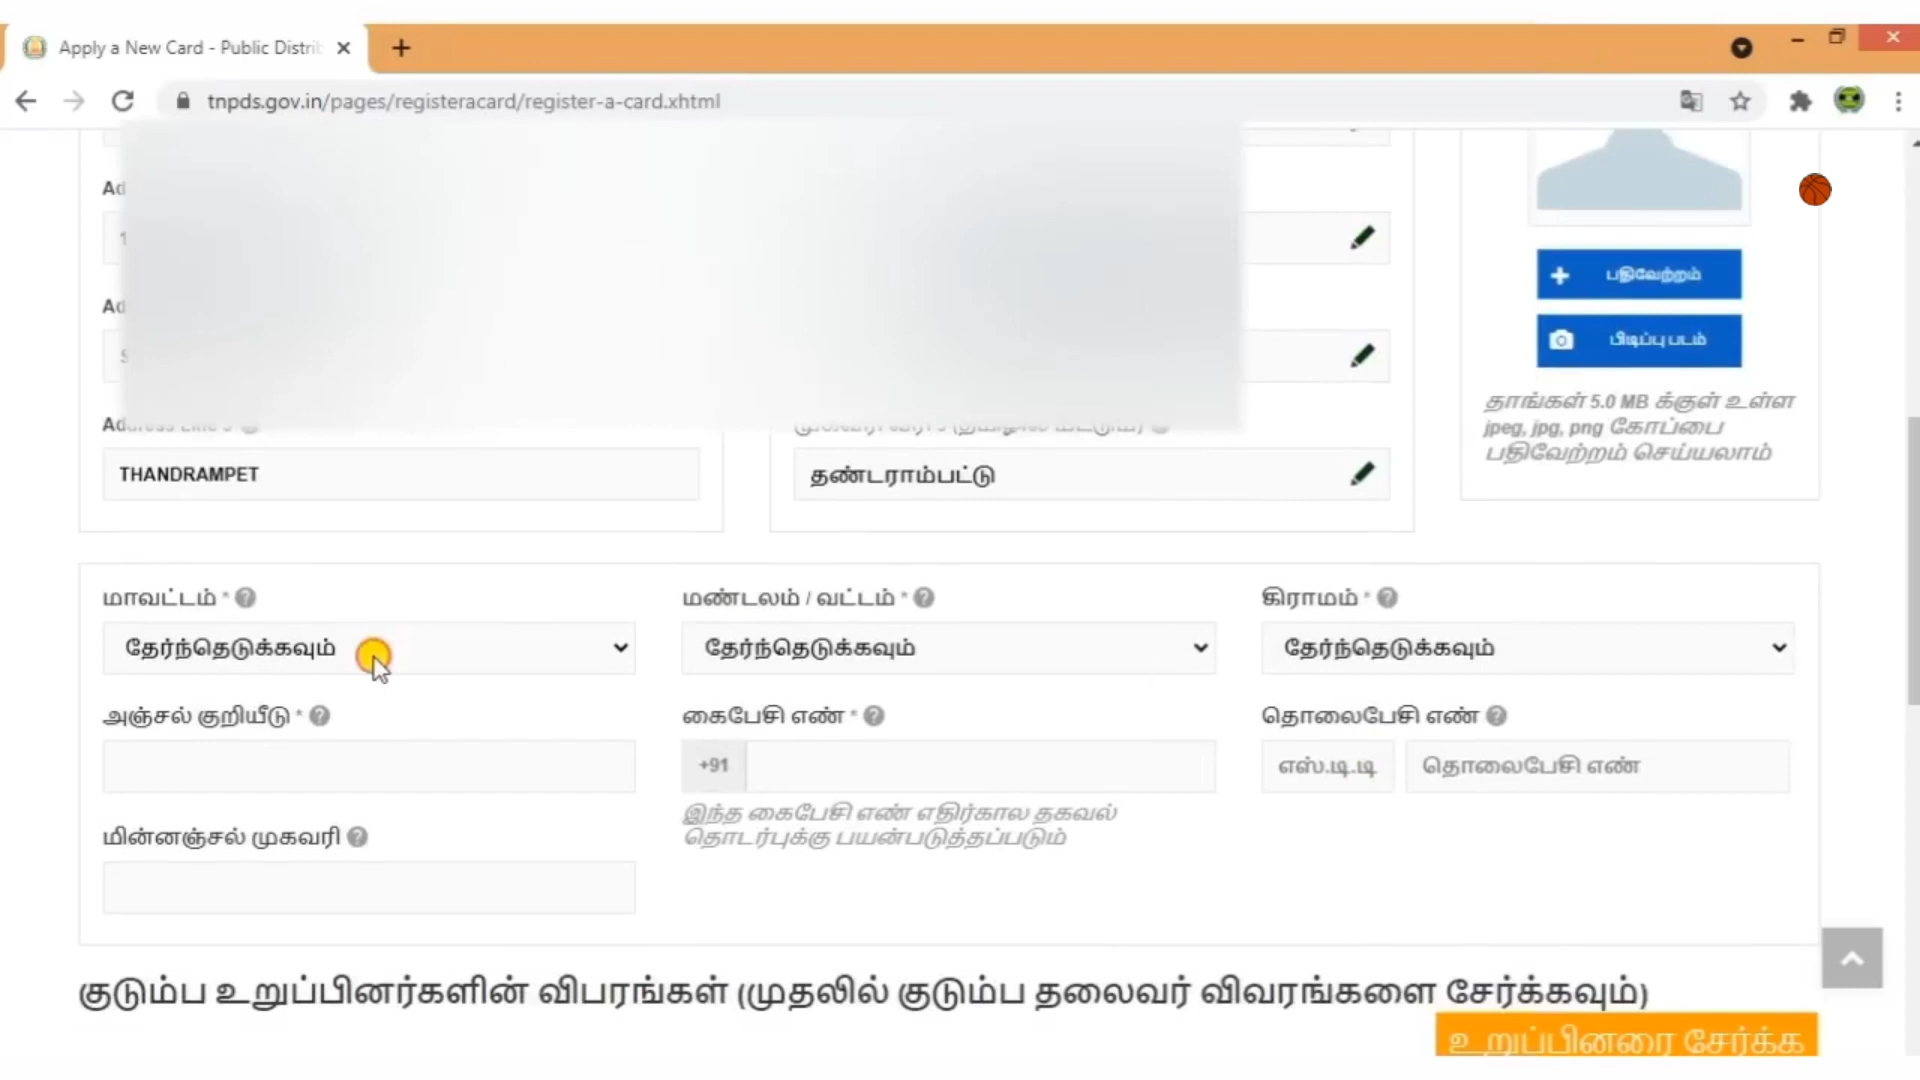 Apply a New Card - Public Distrib
tnpds.gov.in/pages/registeracard/register-a-card.xhtml
Ad
Ad
பதிவேற்றம்
பிடிப்பு படம்
தாங்கள் 5.0 MB க்குள் உள்ள
jpeg, jpg, png கோப்பை
பதிவேற்றம் செய்யலாம்
THANDRAMPET
தண்டராம்பட்டு
மாவட்டம் *
மண்டலம் / வட்டம் *
கிராமம் *
தேர்ந்தெடுக்கவும்
தேர்ந்தெடுக்கவும்
தேர்ந்தெடுக்கவும்
அஞ்சல் குறியீடு *
கைபேசி எண் *
தொலைபேசி எண்
+91
எஸ்.டி.டி
தொலைபேசி எண்
இந்த கைபேசி எண் எதிர்கால தகவல்
தொடர்புக்கு பயன்படுத்தப்படும்
மின்னஞ்சல் முகவரி
குடும்ப உறுப்பினர்களின் விபரங்கள் (முதலில் குடும்ப தலைவர் விவரங்களை சேர்க்கவும்)
உறுப்பினரை சேர்க்க